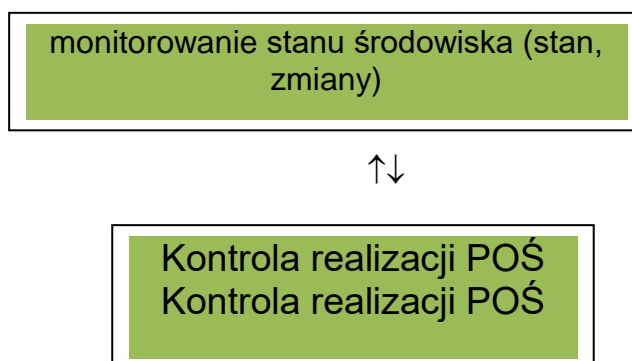 monitorowanie stanu środowiska (stan,
zmiany)
↑↓
Kontrola realizacji POŚ
Kontrola realizacji POŚ